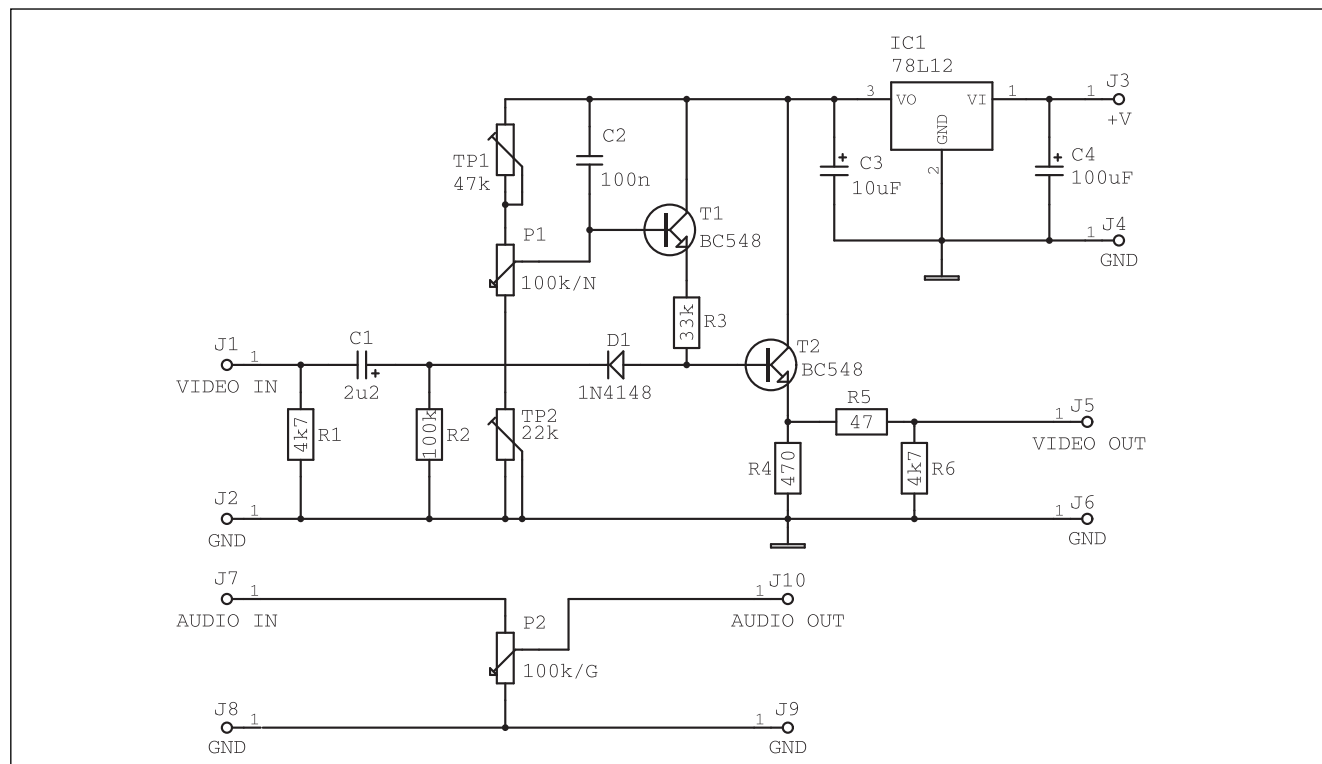 IC1
78L12
J3
3
VO
VI
1
1
+V
GND
2
C2
100n
TP1
47k
C3
10uF
C4
100uF
T1
BC548
P1
100k/N
1
J4
GND
33k
R3
J1
1
VIDEO IN
C1
2u2
D1
1N4148
T2
BC548
4k7
R1
100k
R2
TP2
22k
R5
47
1
J5
VIDEO OUT
R4
470
4k7
R6
J2
1
GND
1
J6
GND
J7
1
AUDIO IN
1
J10
AUDIO OUT
P2
100k/G
J8
1
GND
1
J9
GND